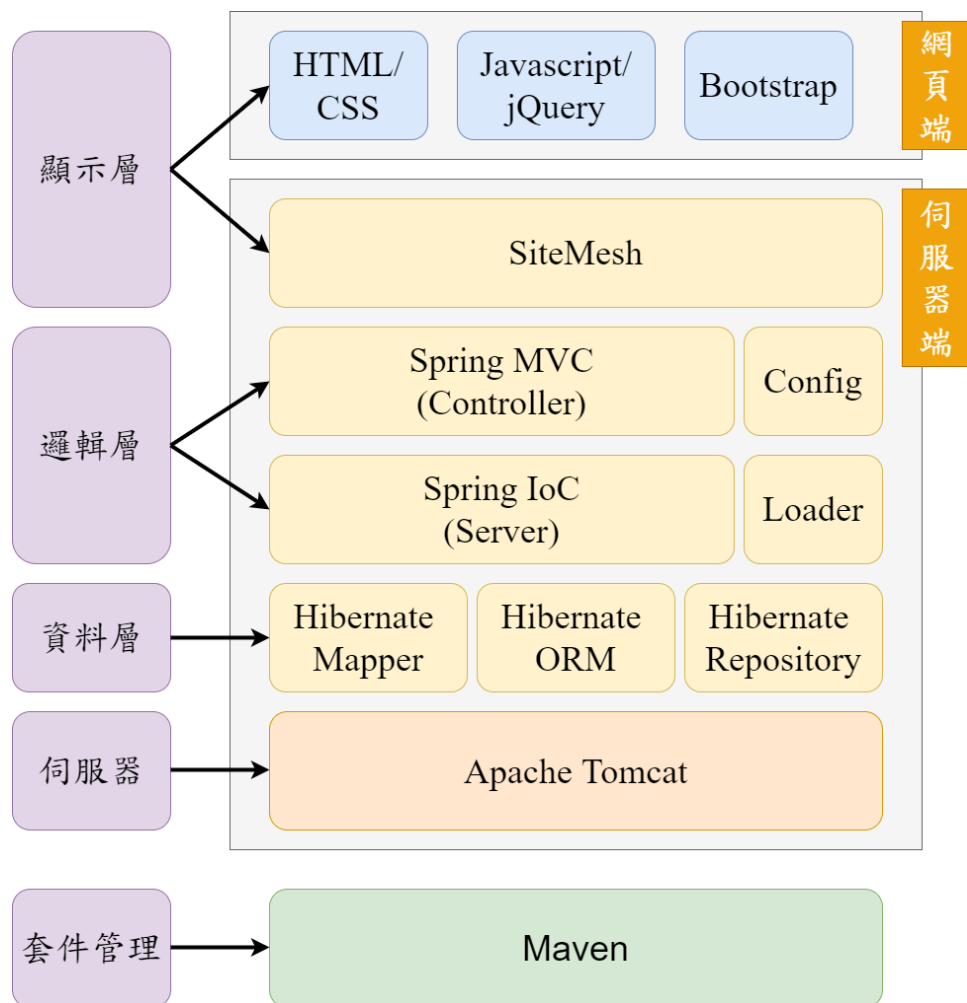 顯示層
HTML/
CSS
Javascript/
jQuery
Bootstrap
網頁端
SiteMesh
伺服器端
邏輯層
Spring MVC
(Controller)
Config
Spring IoC
(Server)
Loader
資料層
Hibernate
Mapper
Hibernate
ORM
Hibernate
Repository
伺服器
Apache Tomcat
套件管理
Maven